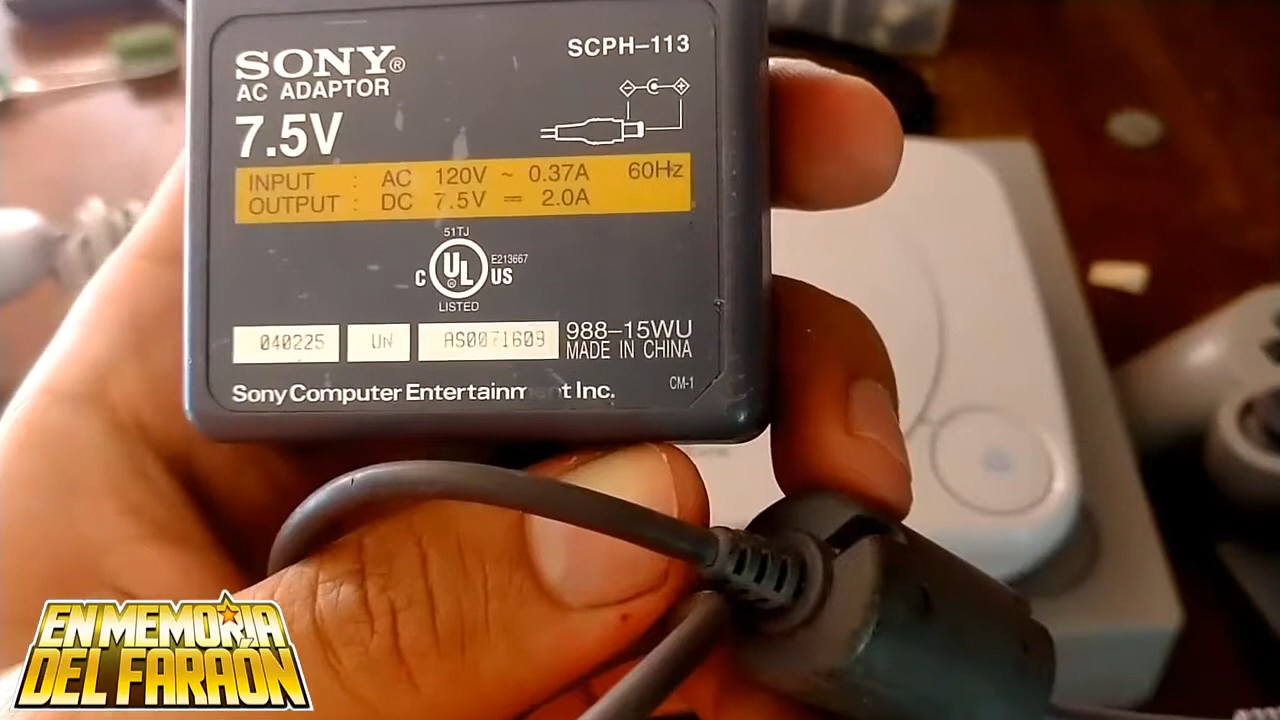 SONY®
AC ADAPTOR
7.5V
SCPH-113
INPUT : AC 120V ~ 0.37A 60Hz
OUTPUT : DC 7.5V ⎓ 2.0A
51TJ
E213667
C UL US
LISTED
040225 UN AS0071609
988-15WU
MADE IN CHINA
Sony Computer Entertainment Inc.
CM-1
EN MEMORIA
DEL FARAÓN